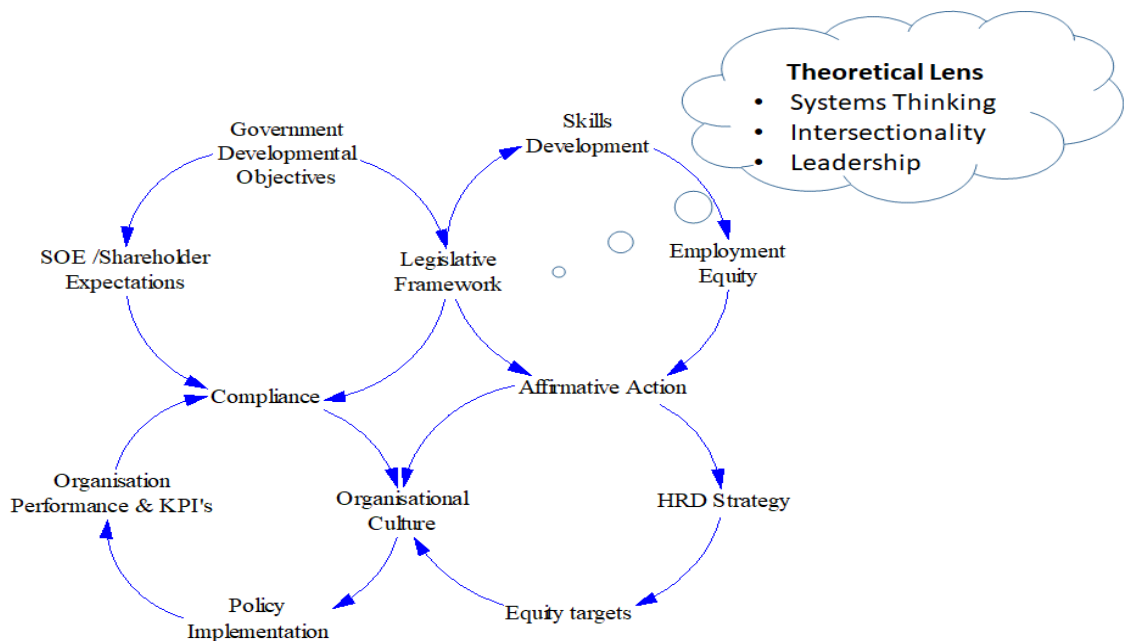 Theoretical Lens
• Systems Thinking
• Intersectionality
• Leadership
Government
Developmental
Objectives
Skills
Development
SOE /Shareholder
Expectations
Legislative
Framework
Employment
Equity
Compliance
Affirmative Action
Organisation
Performance & KPI's
Organisational
Culture
HRD Strategy
Policy
Implementation
Equity targets